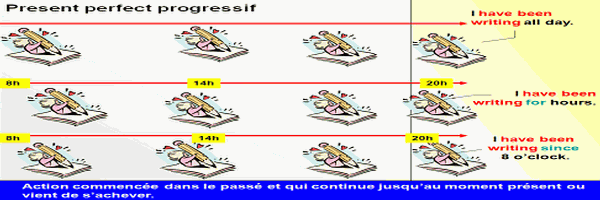 Present perfect progressif
I have been
writing all day.
8h 14h 20h
I have been
writing for hours.
8h 14h 20h
I have been
writing since
8 o'clock.
Action commencée dans le passé et qui continue jusqu'au moment présent ou
vient de s'achever.